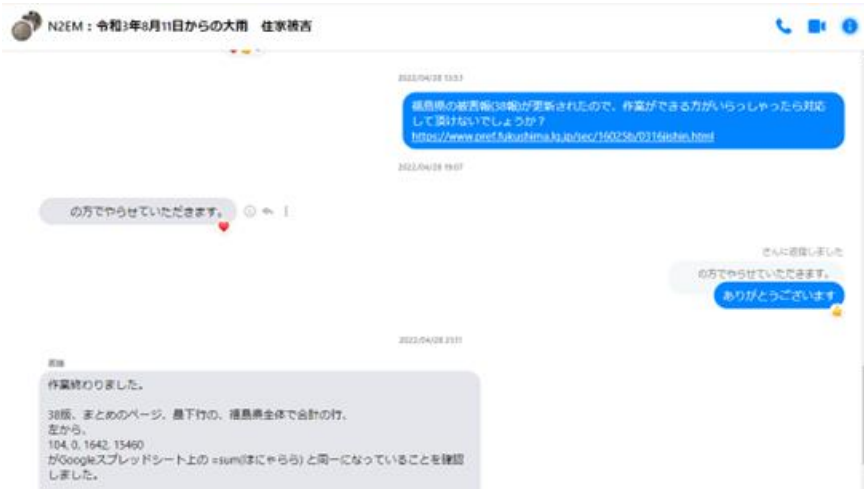 N2EM：令和3年8月11日からの大雨　住家被害
2022/04/28 13:53
福島県の被害報(38報)が更新されたので、作業ができる方がいらっしゃったら対応
して頂けないでしょうか？
https://www.pref.fukushima.lg.jp/sec/16025b/0316jishin.html
2022/04/28 19:07
の方でやらせていただきます。
さんに返信しました
の方でやらせていただきます。
ありがとうございます
2022/04/28 21:11
作業終わりました。
38版、まとめのページ、最下行の、福島県全体で合計の行、
左から、
104, 0, 1642, 15460
がGoogleスプレッドシート上の =sum(ほにゃらら) と同一になっていることを確認
しました。